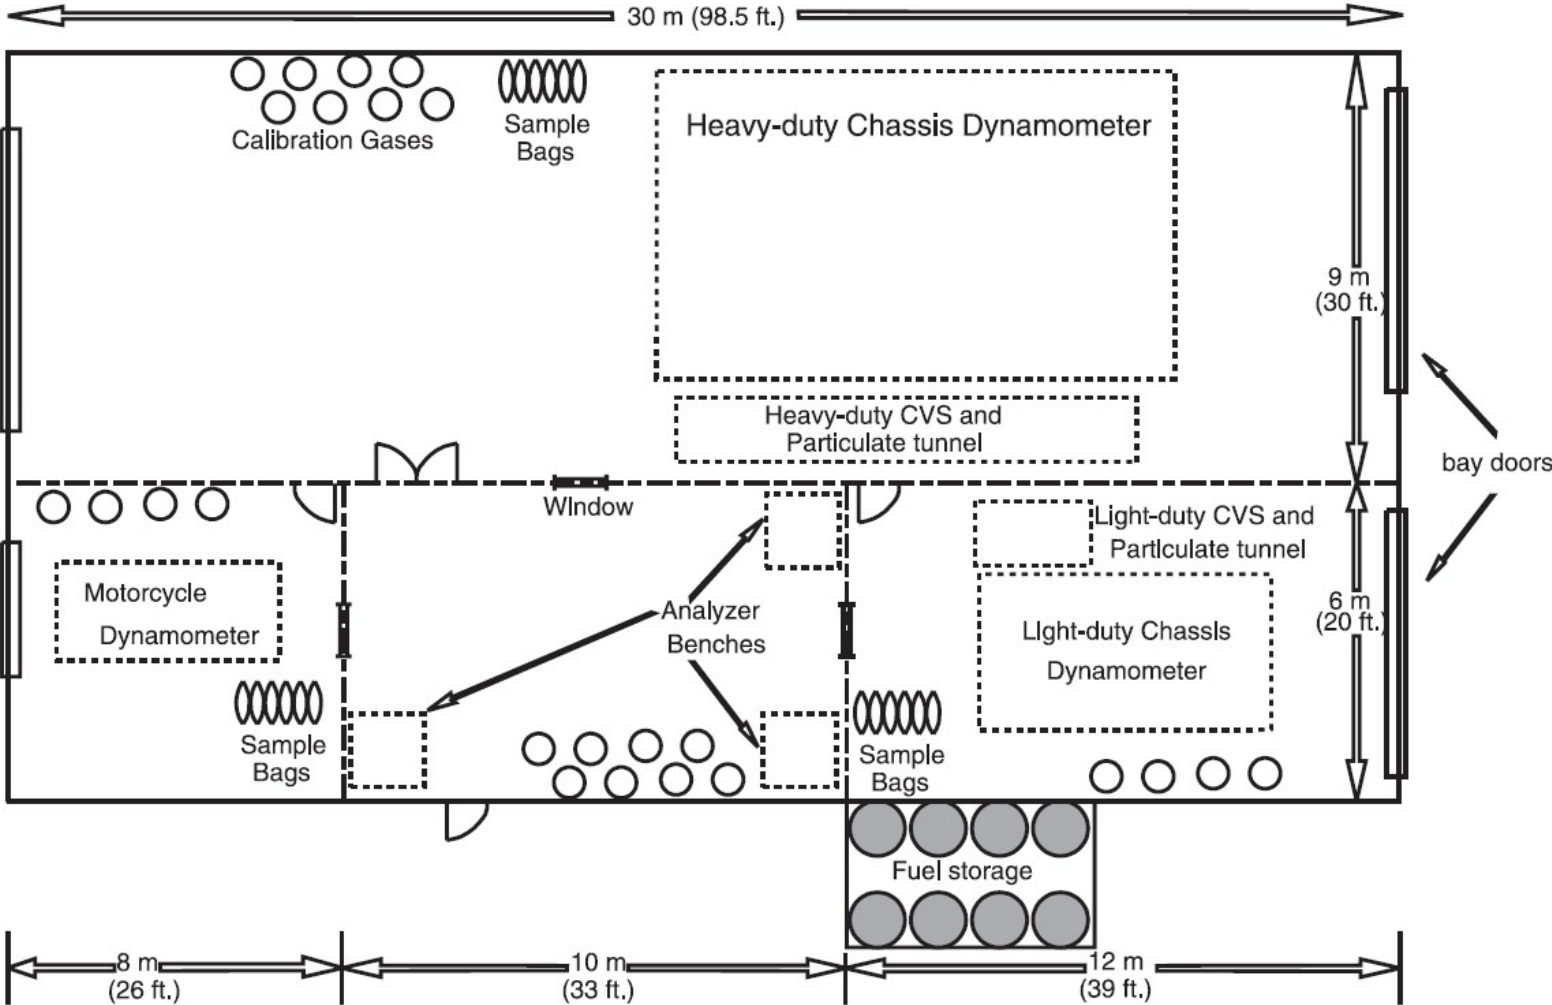 30 m (98.5 ft.)
Calibration Gases
Sample
Bags
Heavy-duty Chassis Dynamometer
9 m
(30 ft.)
Heavy-duty CVS and
Particulate tunnel
bay doors
WIndow
Light-duty CVS and
Partlculate tunnel
Motorcycle
Dynamometer
Analyzer
Benches
6 m
(20 ft.)
LIght-duty Chassls
Dynamometer
Sample
Bags
Sample
Bags
Fuel storage
8 m
(26 ft.)
10 m
(33 ft.)
12 m
(39 ft.)